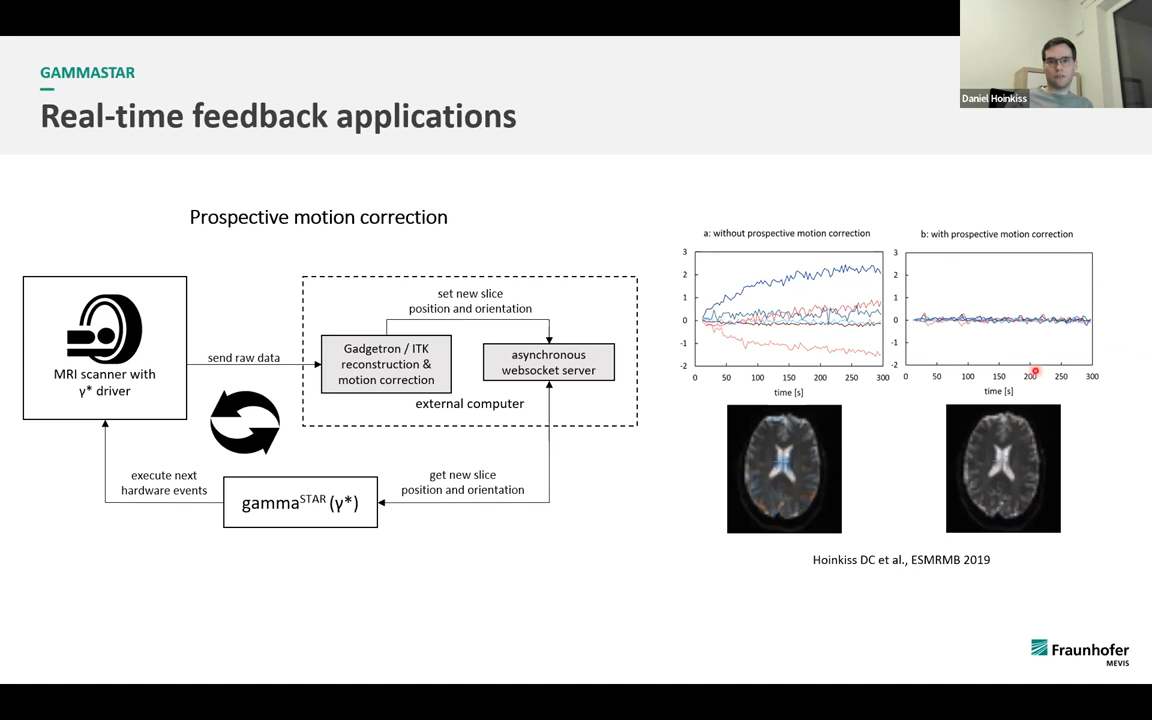 GAMMASTAR
Real-time feedback applications
Daniel Hoinkiss
Prospective motion correction
MRI scanner with
γ* driver
send raw data
set new slice
position and orientation
Gadgetron / ITK
reconstruction &
motion correction
asynchronous
websocket server
external computer
execute next
hardware events
gammaSTAR (γ*)
get new slice
position and orientation
a: without prospective motion correction
3
2
1
0
-1
-2
0 50 100 150 200 250 300
time [s]
b: with prospective motion correction
3
2
1
0
-1
-2
0 50 100 150 200 250 300
time [s]
Hoinkiss DC et al., ESMRMB 2019
Fraunhofer
MEVIS